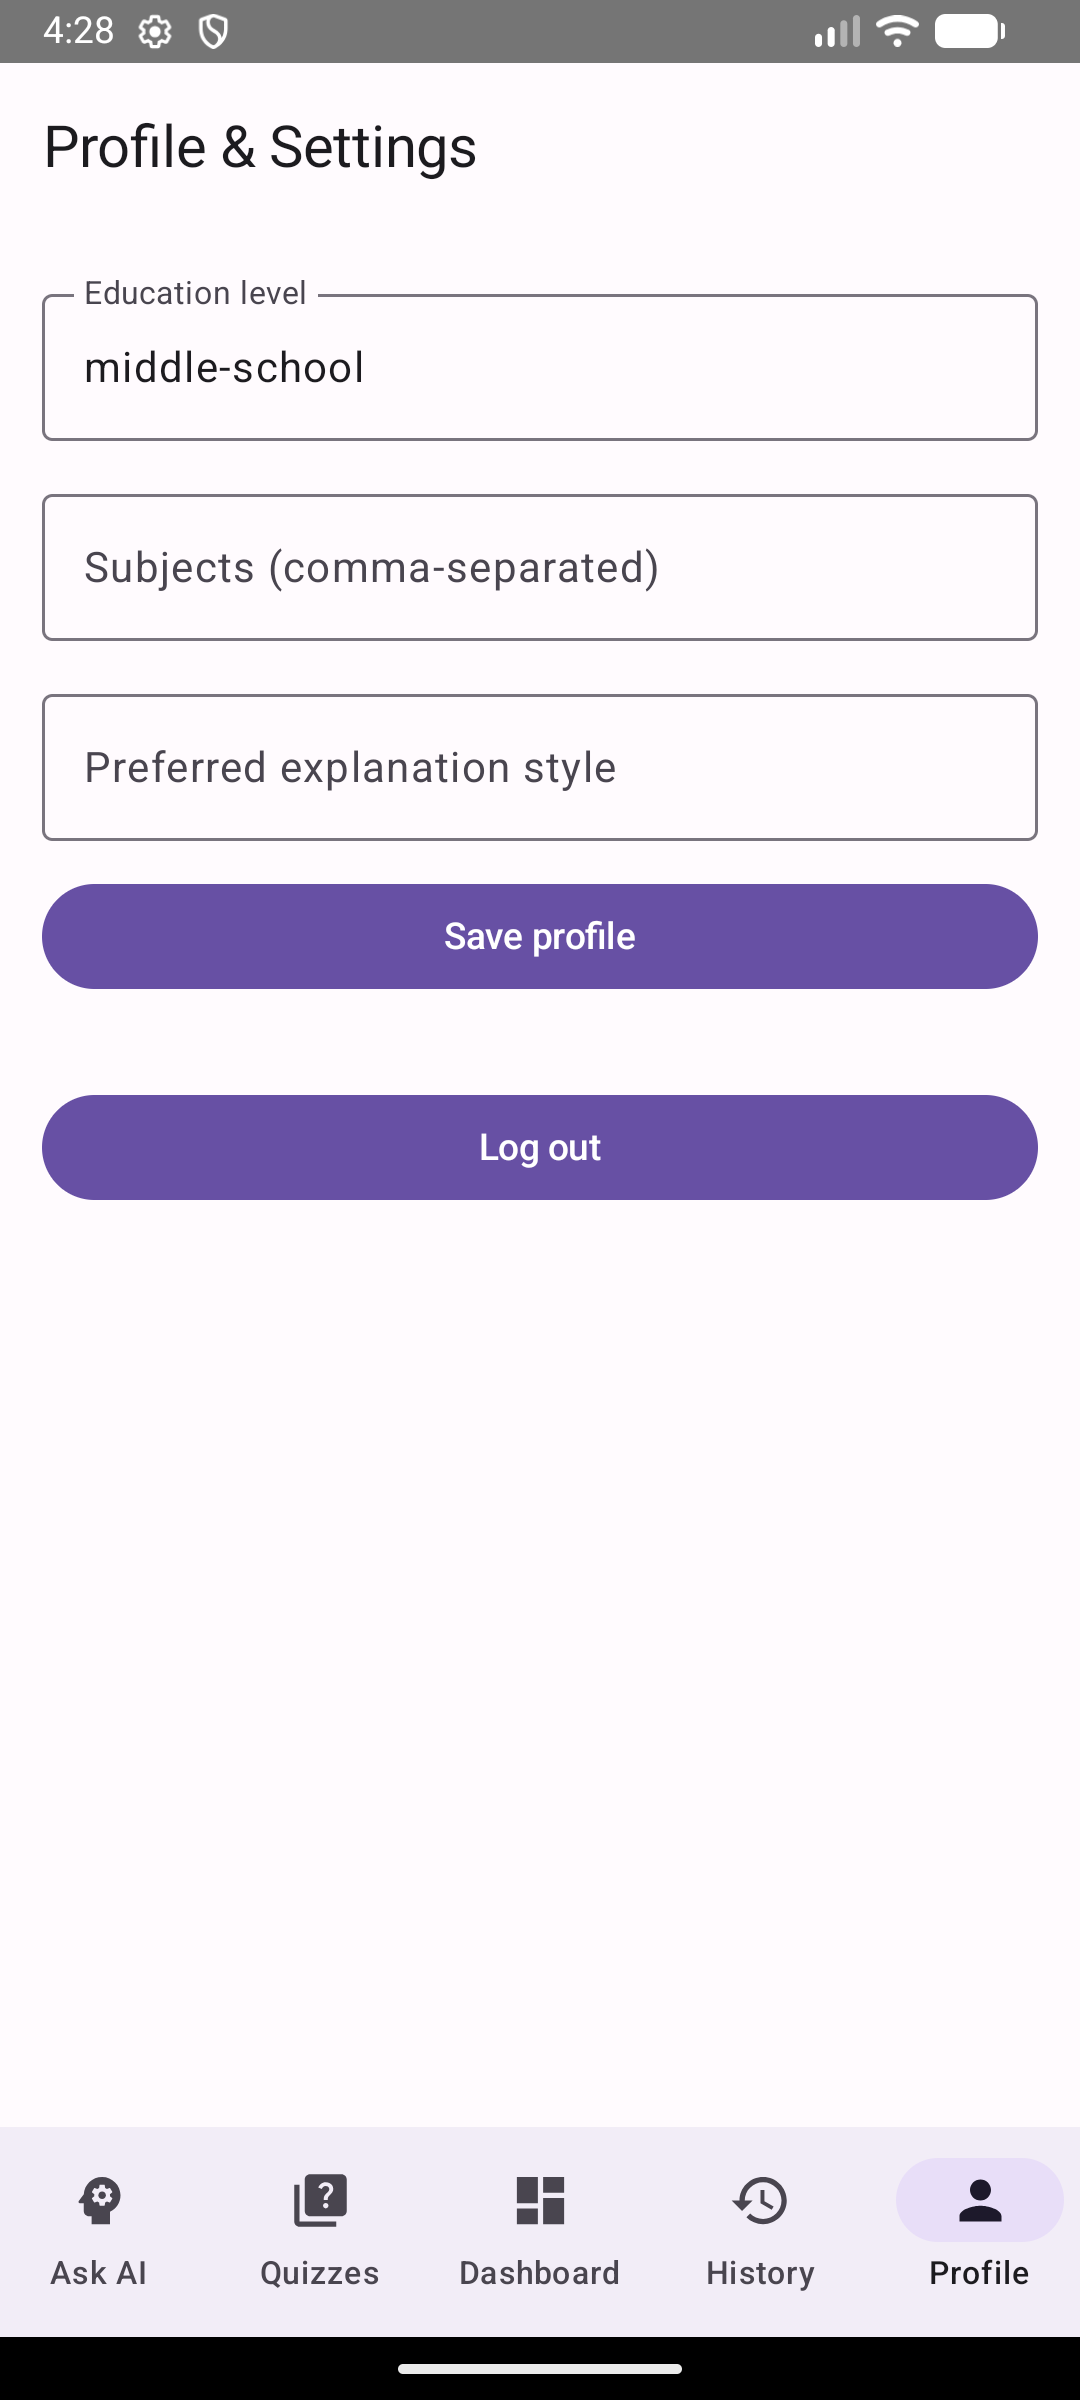 4:28
Profile & Settings
Education level
middle-school
Subjects (comma-separated)
Preferred explanation style
Save profile
Log out
Ask AI
Quizzes
Dashboard
History
Profile